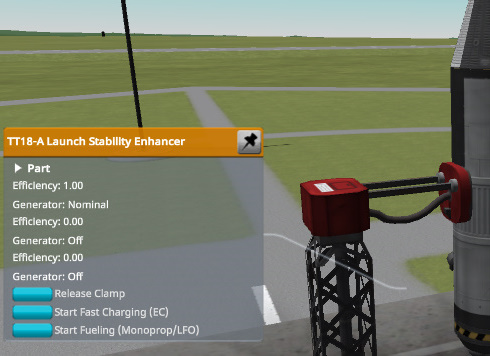 TT18-A Launch Stability Enhancer
Part
Efficiency: 1.00
Generator: Nominal
Efficiency: 0.00
Generator: Off
Efficiency: 0.00
Generator: Off
Release Clamp
Start Fast Charging (EC)
Start Fueling (Monoprop/LFO)